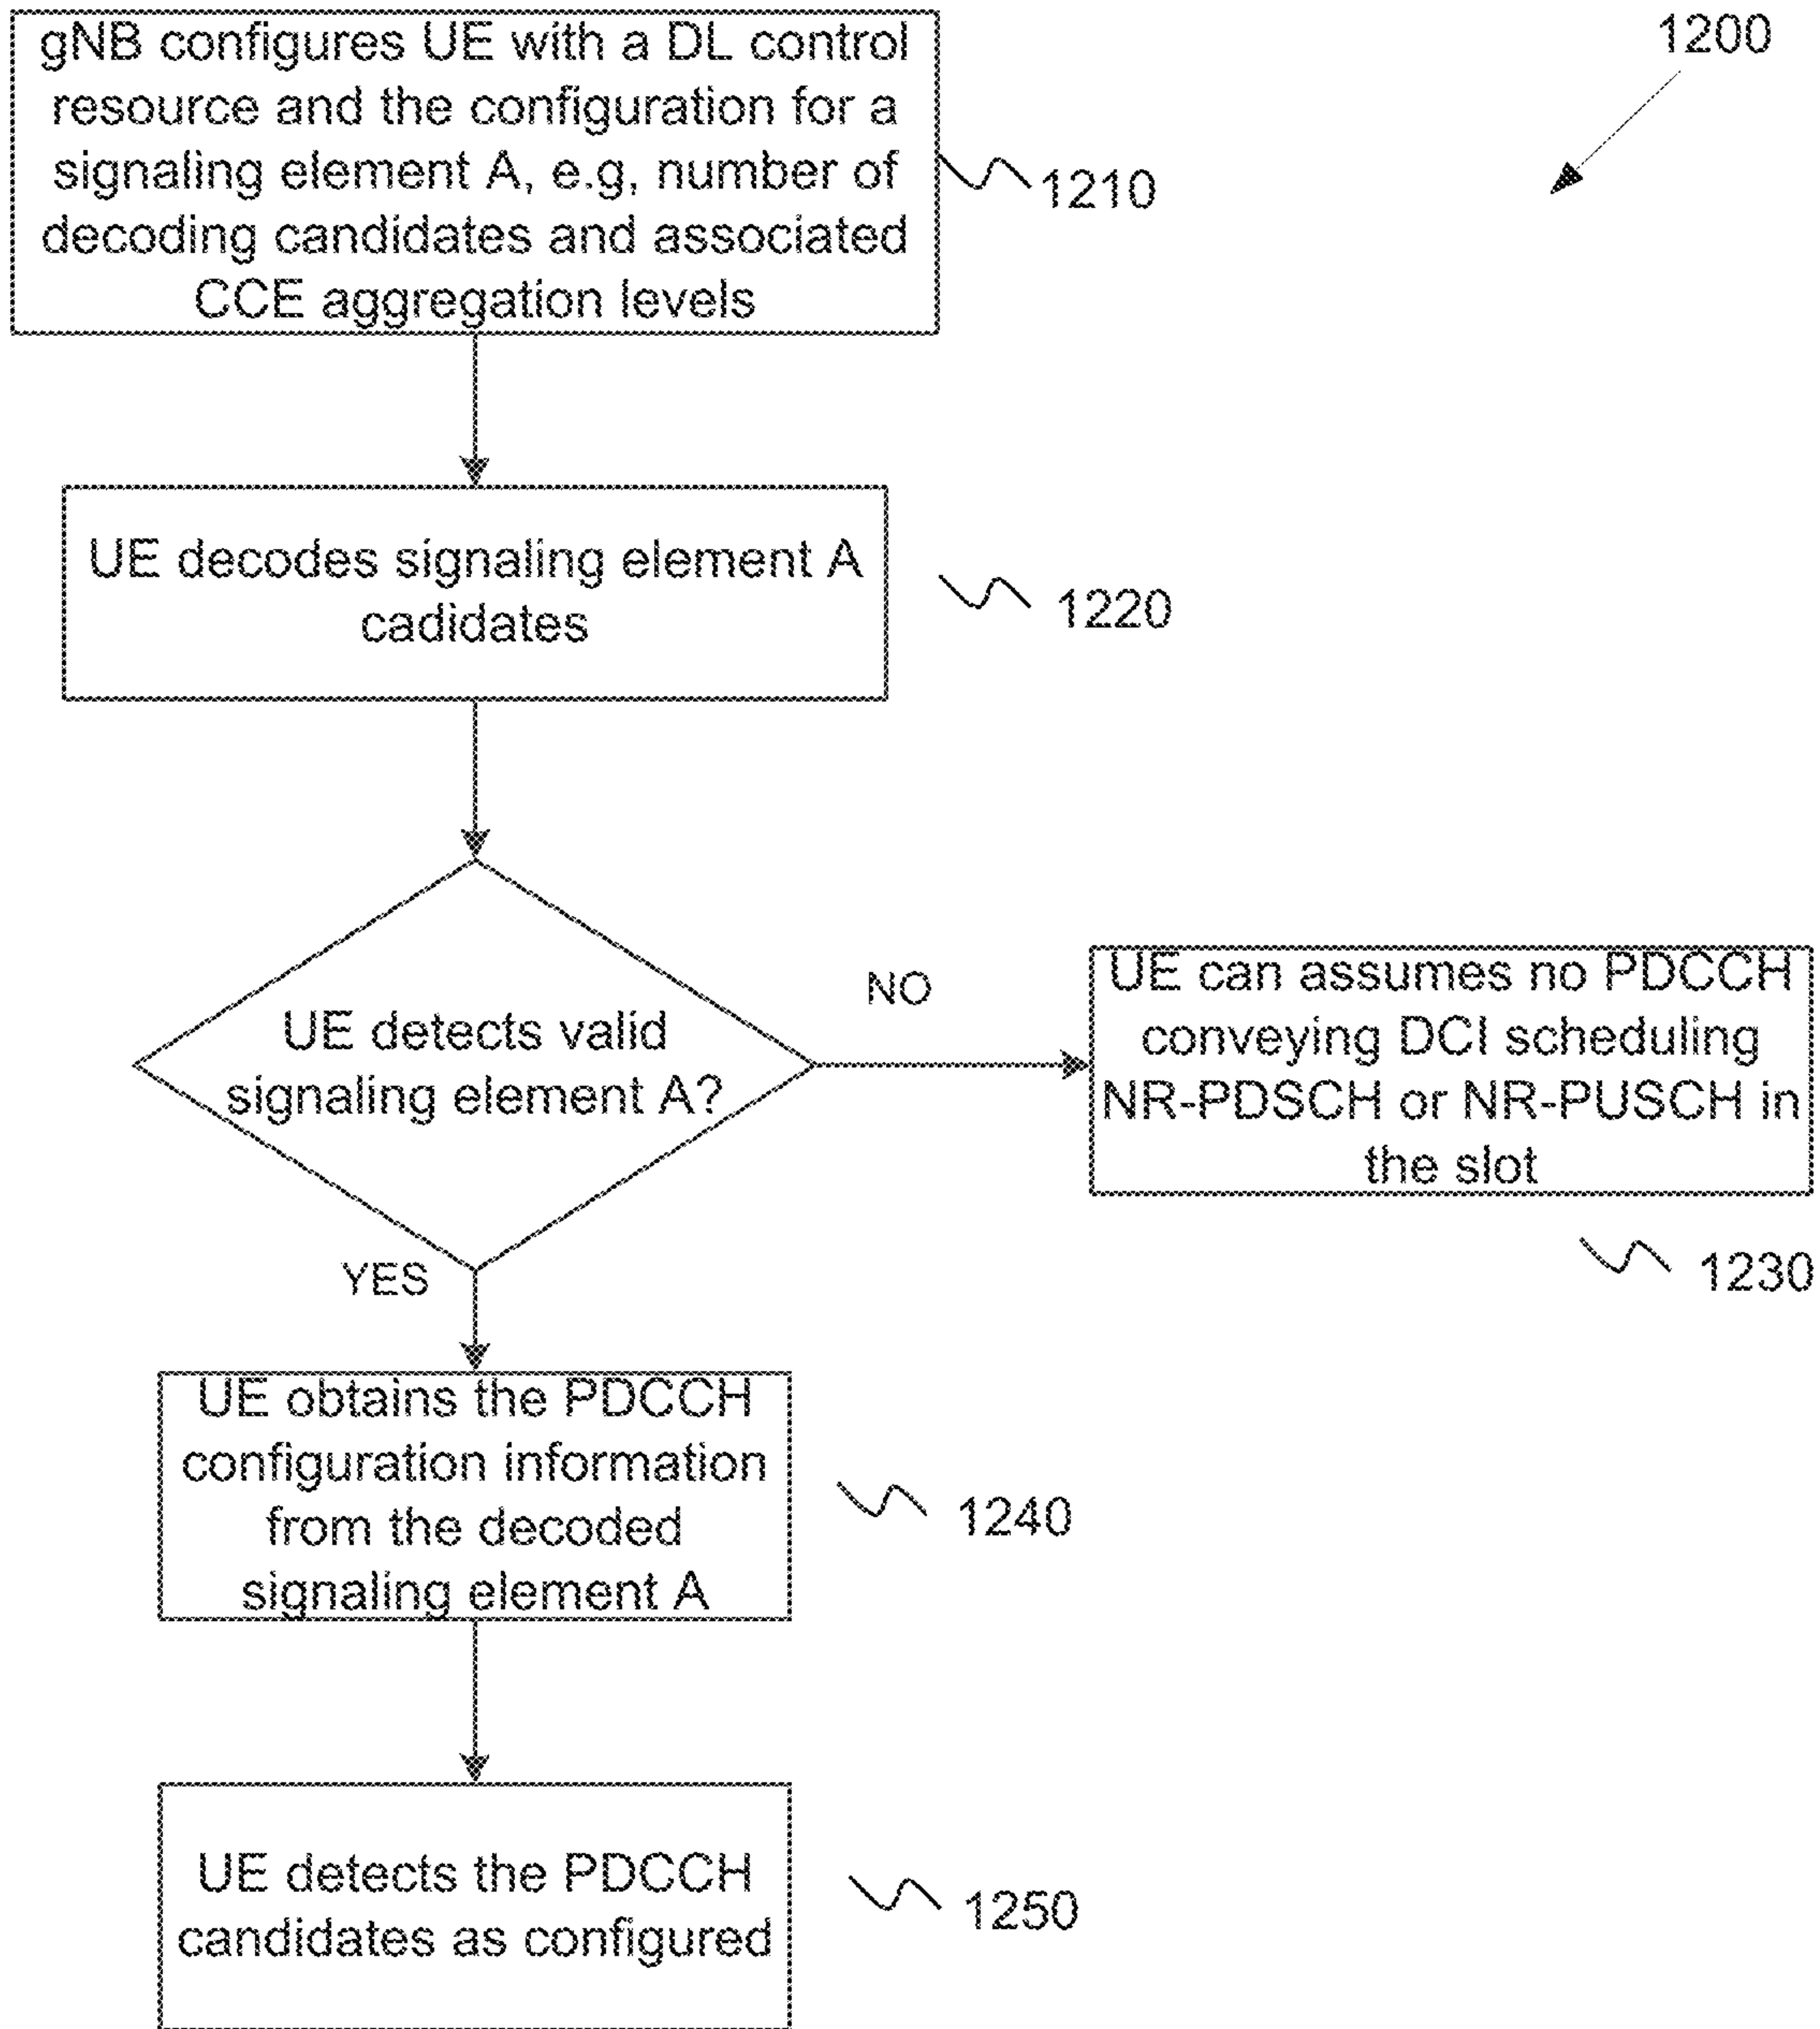 gNB configures UE with a DL control
resource and the configuration for a
signaling element A, e.g, number of
decoding candidates and associated
CCE aggregation levels
1200
1210
UE decodes signaling element A
cadidates
1220
UE detects valid
signaling element A?
NO
UE can assumes no PDCCH
conveying DCI scheduling
NR-PDSCH or NR-PUSCH in
the slot
1230
YES
UE obtains the PDCCH
configuration information
from the decoded
signaling element A
1240
UE detects the PDCCH
candidates as configured
1250